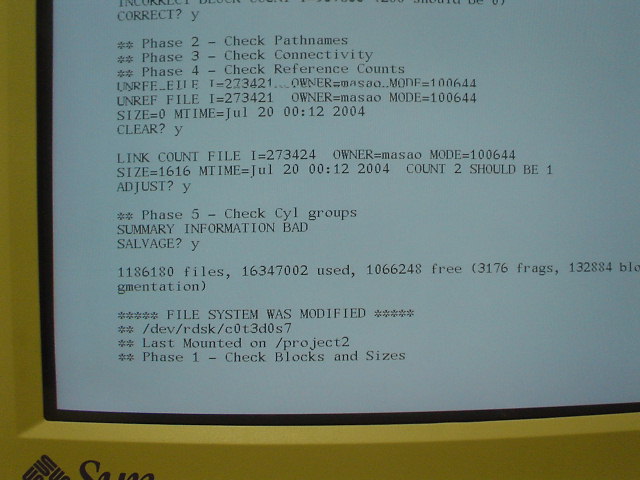 INCORRECT BLOCK COUNT
CORRECT? y
** Phase 2 - Check Pathnames
** Phase 3 - Check Connectivity
** Phase 4 - Check Reference Counts
UNREF FILE I=273421 OWNER=masao MODE=100644
UNREF FILE I=273421 OWNER=masao MODE=100644
SIZE=0 MTIME=Jul 20 00:12 2004
CLEAR? y
LINK COUNT FILE I=273424 OWNER=masao MODE=100644
SIZE=1616 MTIME=Jul 20 00:12 2004 COUNT 2 SHOULD BE 1
ADJUST? y
** Phase 5 - Check Cyl groups
SUMMARY INFORMATION BAD
SALVAGE? y
1186180 files, 16347002 used, 1066248 free (3176 frags, 132884 blo
gmentation)
***** FILE SYSTEM WAS MODIFIED *****
** /dev/rdsk/c0t3d0s7
** Last Mounted on /project2
** Phase 1 - Check Blocks and Sizes
Sun